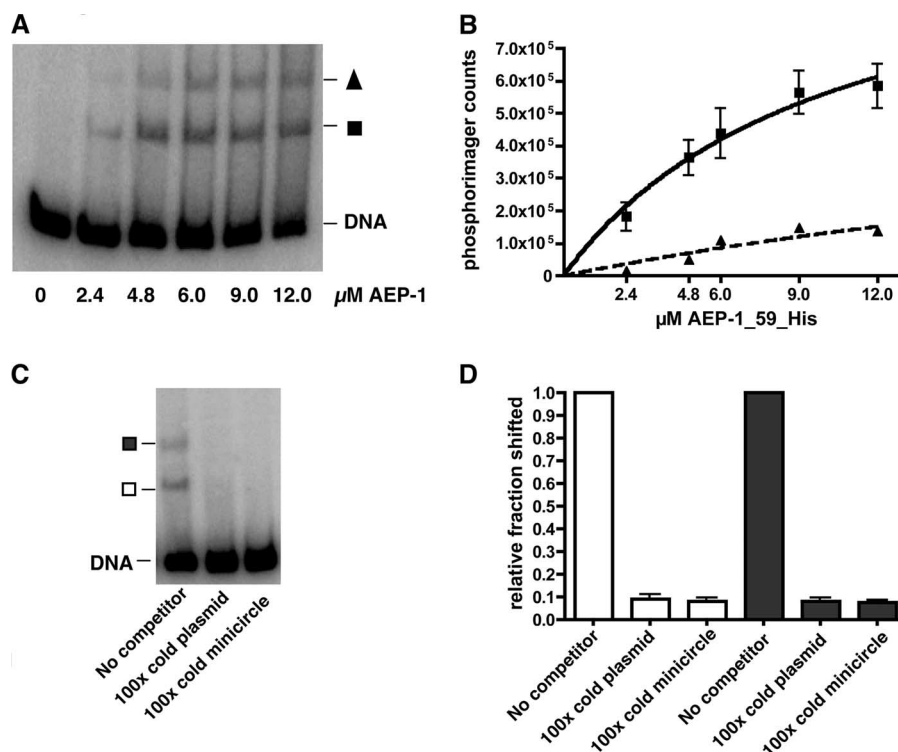 A
DNA
0 2.4 4.8 6.0 9.0 12.0 µM AEP-1
B
phosphorimager counts
7.0x10⁵
6.0x10⁵
5.0x10⁵
4.0x10⁵
3.0x10⁵
2.0x10⁵
1.0x10⁵
0
2.4 4.8 6.0 9.0 12.0
µM AEP-1_59_His
C
DNA
No competitor
100x cold plasmid
100x cold minicircle
D
relative fraction shifted
1.0
0.9
0.8
0.7
0.6
0.5
0.4
0.3
0.2
0.1
0.0
No competitor
100x cold plasmid
100x cold minicircle
No competitor
100x cold plasmid
100x cold minicircle